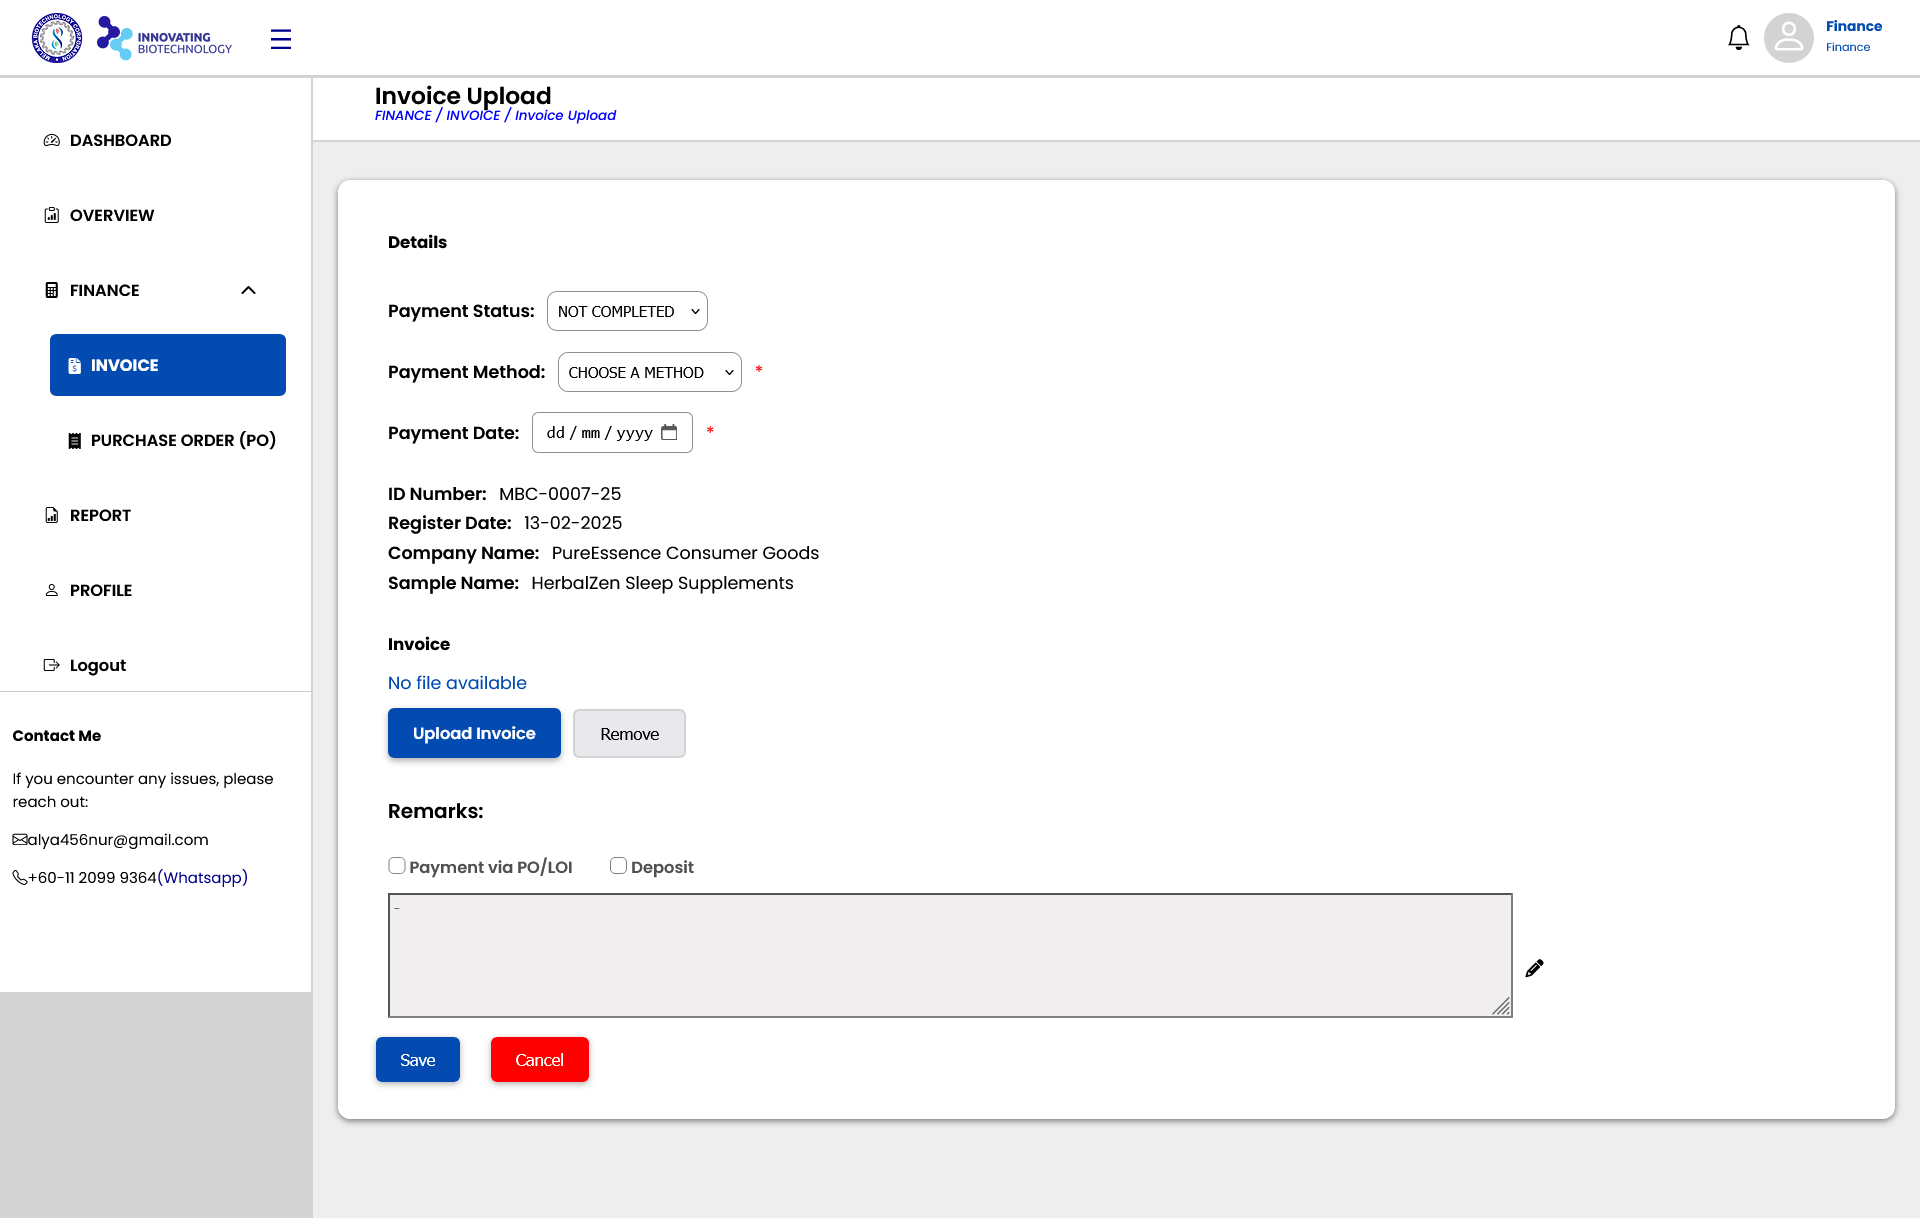 INNOVATING
BIOTECHNOLOGY
Finance
Finance
Invoice Upload
FINANCE / INVOICE / Invoice Upload
DASHBOARD
OVERVIEW
FINANCE
INVOICE
PURCHASE ORDER (PO)
REPORT
PROFILE
Logout
Contact Me
If you encounter any issues, please
reach out:
alya456nur@gmail.com
+60-11 2099 9364(Whatsapp)
Details
Payment Status: NOT COMPLETED
Payment Method: CHOOSE A METHOD *
Payment Date: dd / mm / yyyy *
ID Number: MBC-0007-25
Register Date: 13-02-2025
Company Name: PureEssence Consumer Goods
Sample Name: HerbalZen Sleep Supplements
Invoice
No file available
Upload Invoice Remove
Remarks:
Payment via PO/LOI Deposit
-
Save Cancel